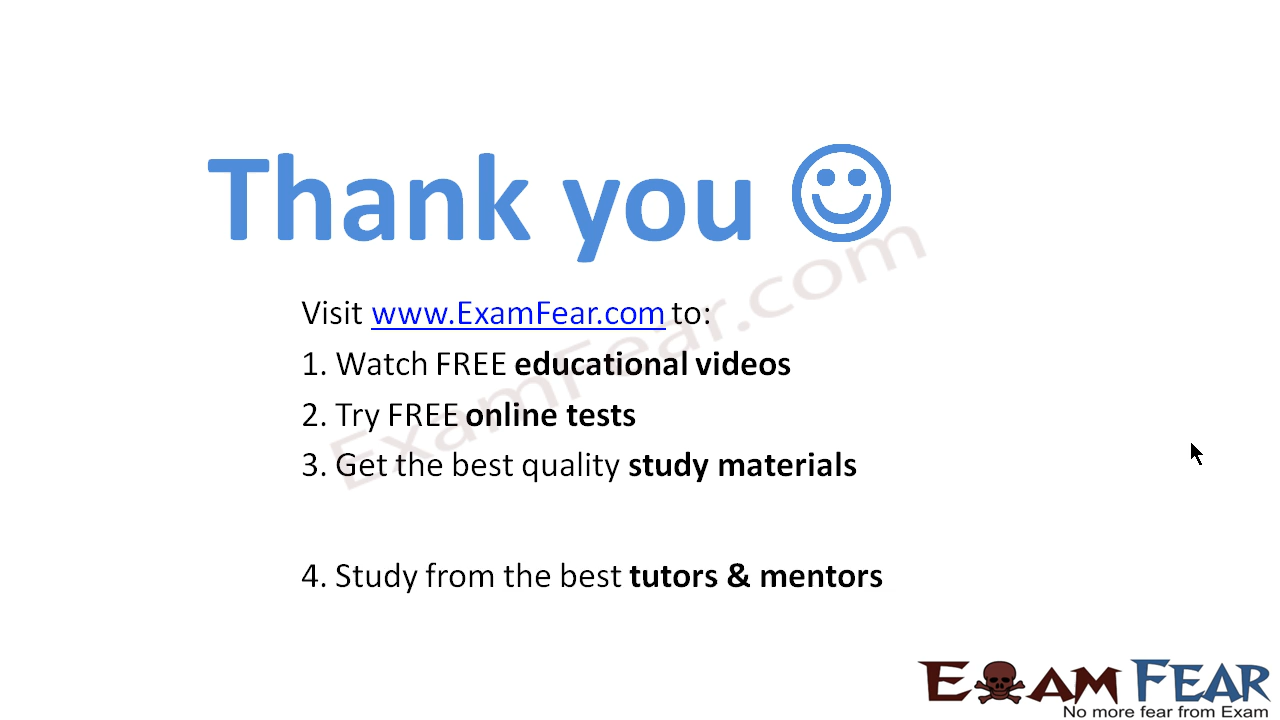 Thank you ☺
Visit www.ExamFear.com to:
1. Watch FREE educational videos
2. Try FREE online tests
3. Get the best quality study materials
4. Study from the best tutors & mentors
ExamFear.com
EXAM FEAR
No more fear from Exam